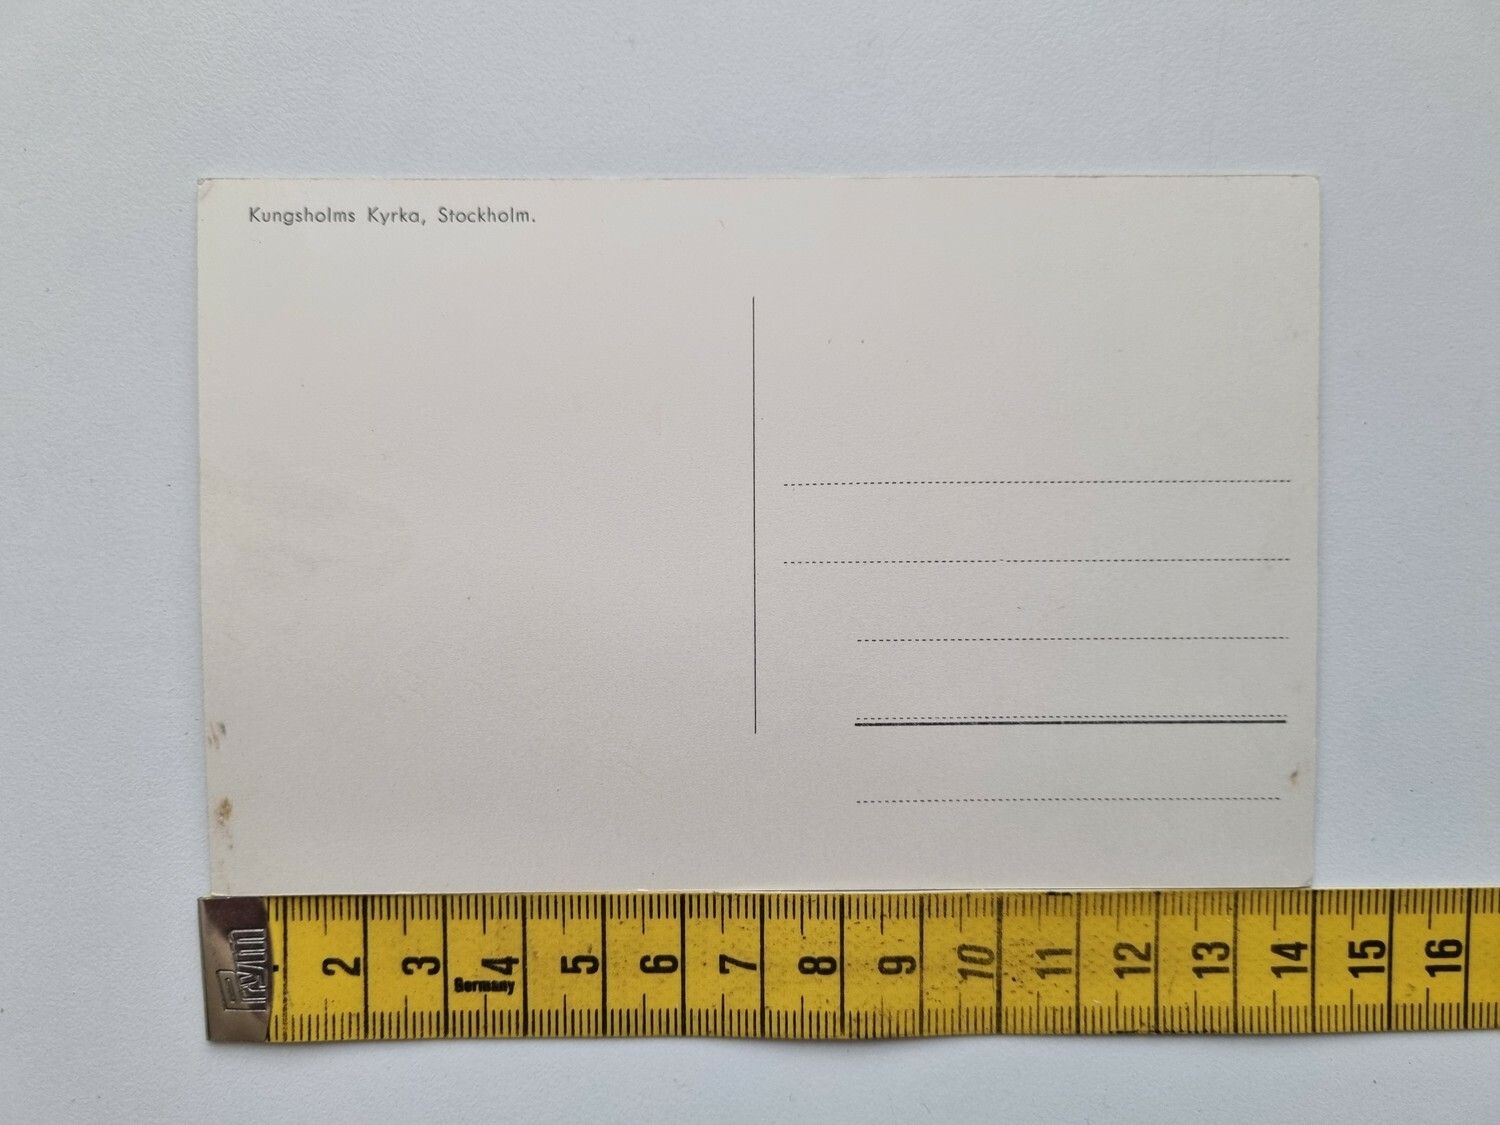 Kungsholms Kyrka, Stockholm.
Prym
2 3 4 5 6 7 8 9 10 11 12 13 14 15 16
Germany